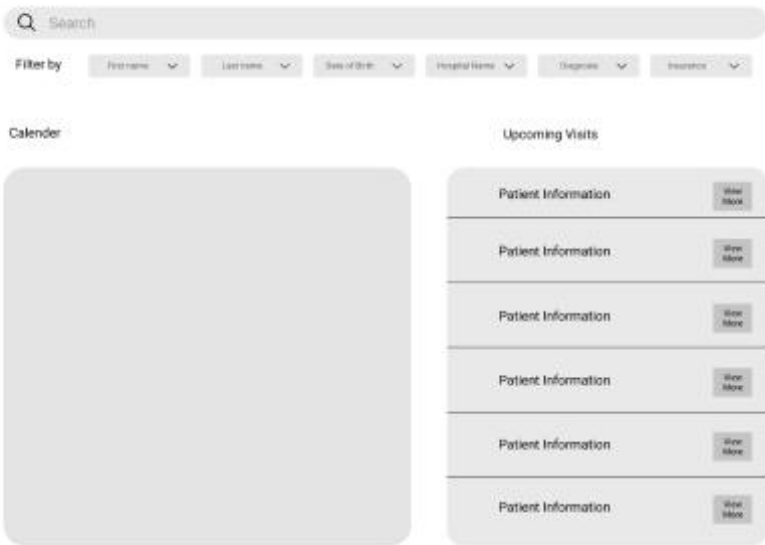 Search
Filter by First name Last name Date of Birth Hospital Name Diagnosis Insurance
Calender
Upcoming Visits
Patient Information View More
Patient Information View More
Patient Information View More
Patient Information View More
Patient Information View More
Patient Information View More